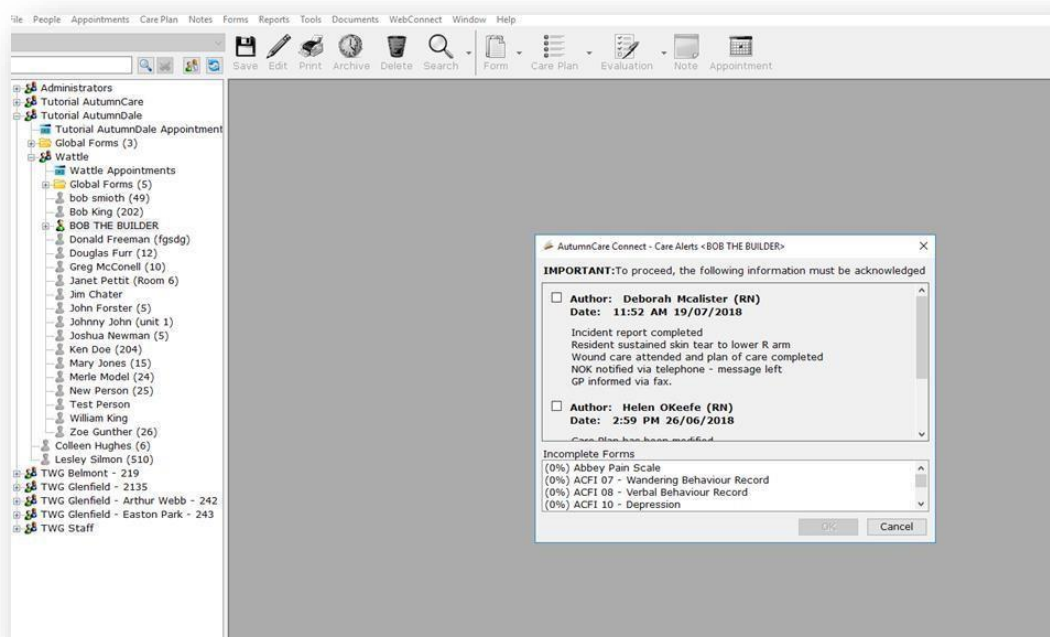 File People Appointments Care Plan Notes Forms Reports Tools Documents WebConnect Window Help
Save Edit Print Archive Delete Search Form Care Plan Evaluation Note Appointment
Administrators
Tutorial AutumnCare
Tutorial AutumnDale
Tutorial AutumnDale Appointment
Global Forms (3)
Wattle
Wattle Appointments
Global Forms (5)
bob smioth (49)
Bob King (202)
BOB THE BUILDER
Donald Freeman (fgsdg)
Douglas Furr (12)
Greg McConell (10)
Janet Pettit (Room 6)
Jim Chater
John Forster (5)
Johnny John (unit 1)
Joshua Newman (5)
Ken Doe (204)
Mary Jones (15)
Merle Model (24)
New Person (25)
Test Person
William King
Zoe Gunther (26)
Colleen Hughes (6)
Lesley Silmon (510)
TWG Belmont - 219
TWG Glenfield - 2135
TWG Glenfield - Arthur Webb - 242
TWG Glenfield - Easton Park - 243
TWG Staff
AutumnCare Connect - Care Alerts <BOB THE BUILDER>
IMPORTANT:To proceed, the following information must be acknowledged
Author: Deborah Mcalister (RN)
Date: 11:52 AM 19/07/2018
Incident report completed
Resident sustained skin tear to lower R arm
Wound care attended and plan of care completed
NOK notified via telephone - message left
GP informed via fax.
Author: Helen OKeefe (RN)
Date: 2:59 PM 26/06/2018
Care Plan has been modified
Incomplete Forms
(0%) Abbey Pain Scale
(0%) ACFI 07 - Wandering Behaviour Record
(0%) ACFI 08 - Verbal Behaviour Record
(0%) ACFI 10 - Depression
OK Cancel